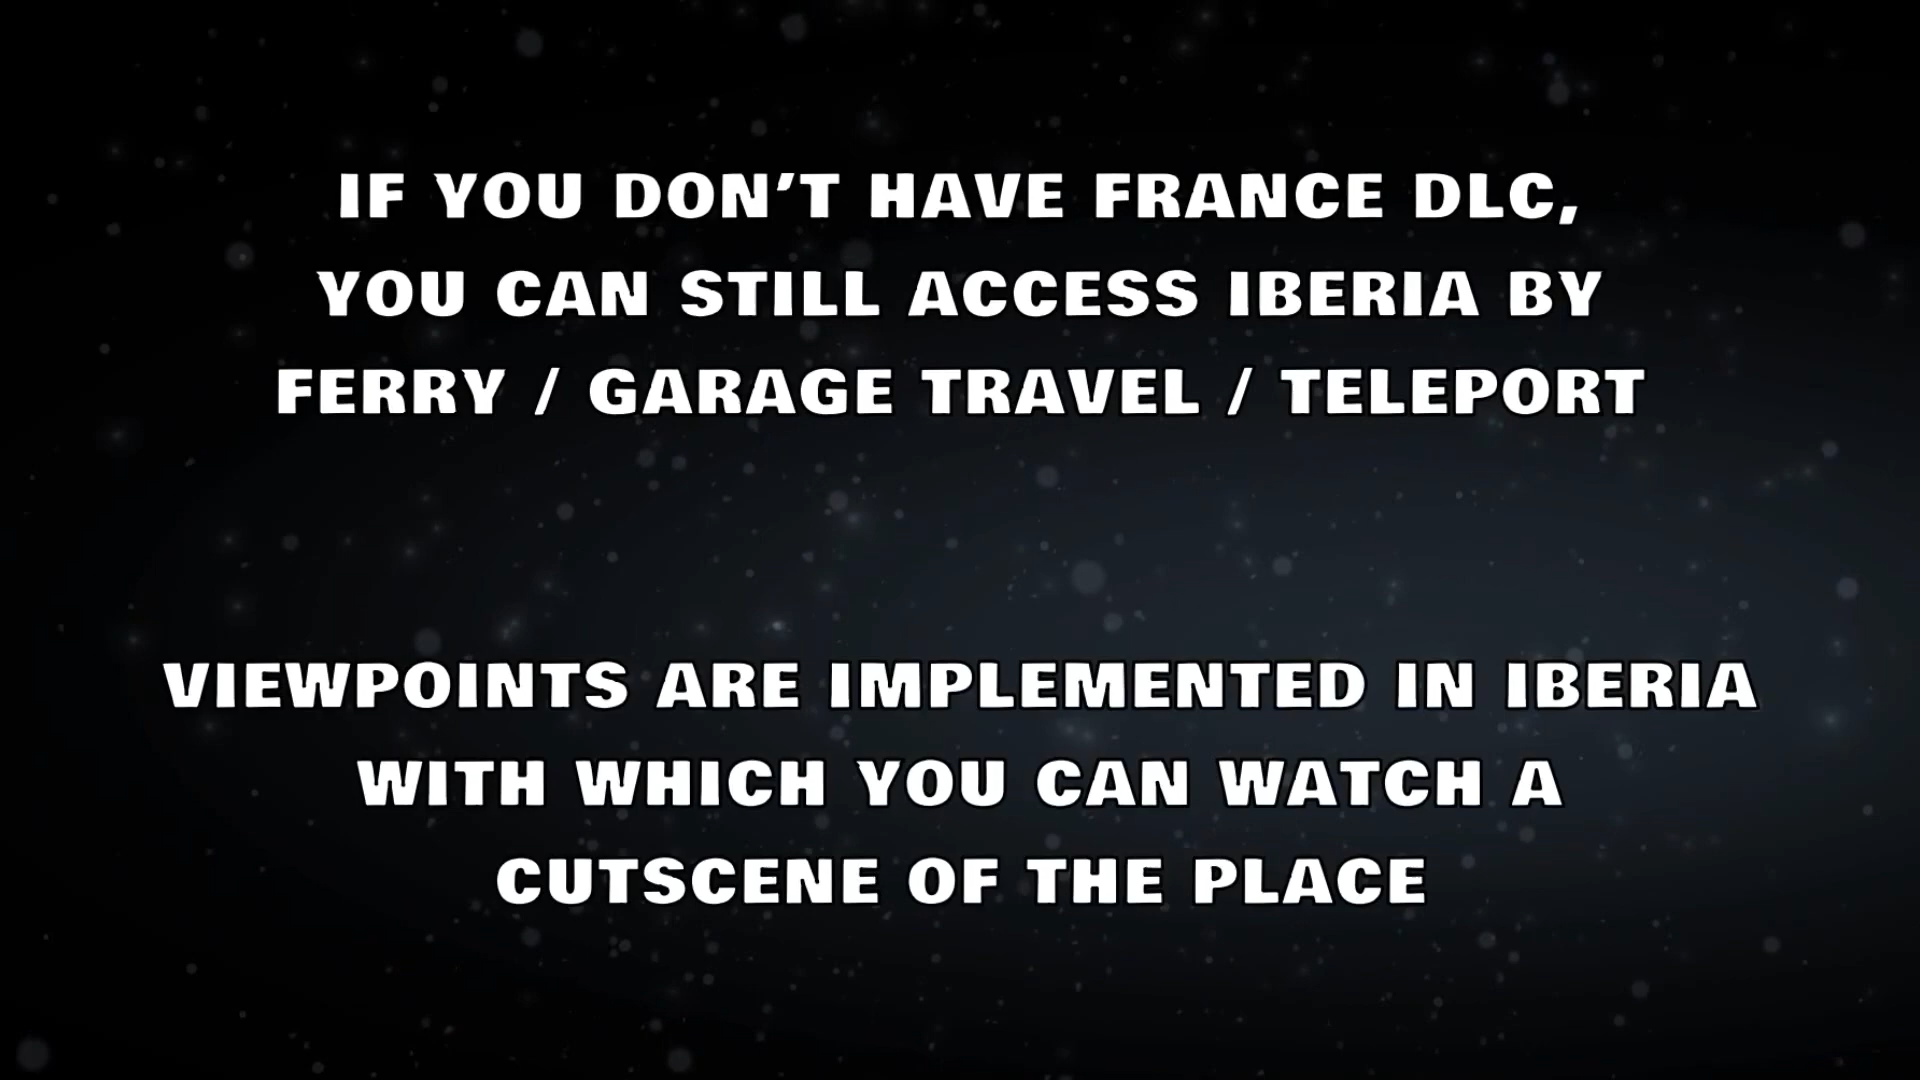 IF YOU DON'T HAVE FRANCE DLC,
YOU CAN STILL ACCESS IBERIA BY
FERRY / GARAGE TRAVEL / TELEPORT
VIEWPOINTS ARE IMPLEMENTED IN IBERIA
WITH WHICH YOU CAN WATCH A
CUTSCENE OF THE PLACE